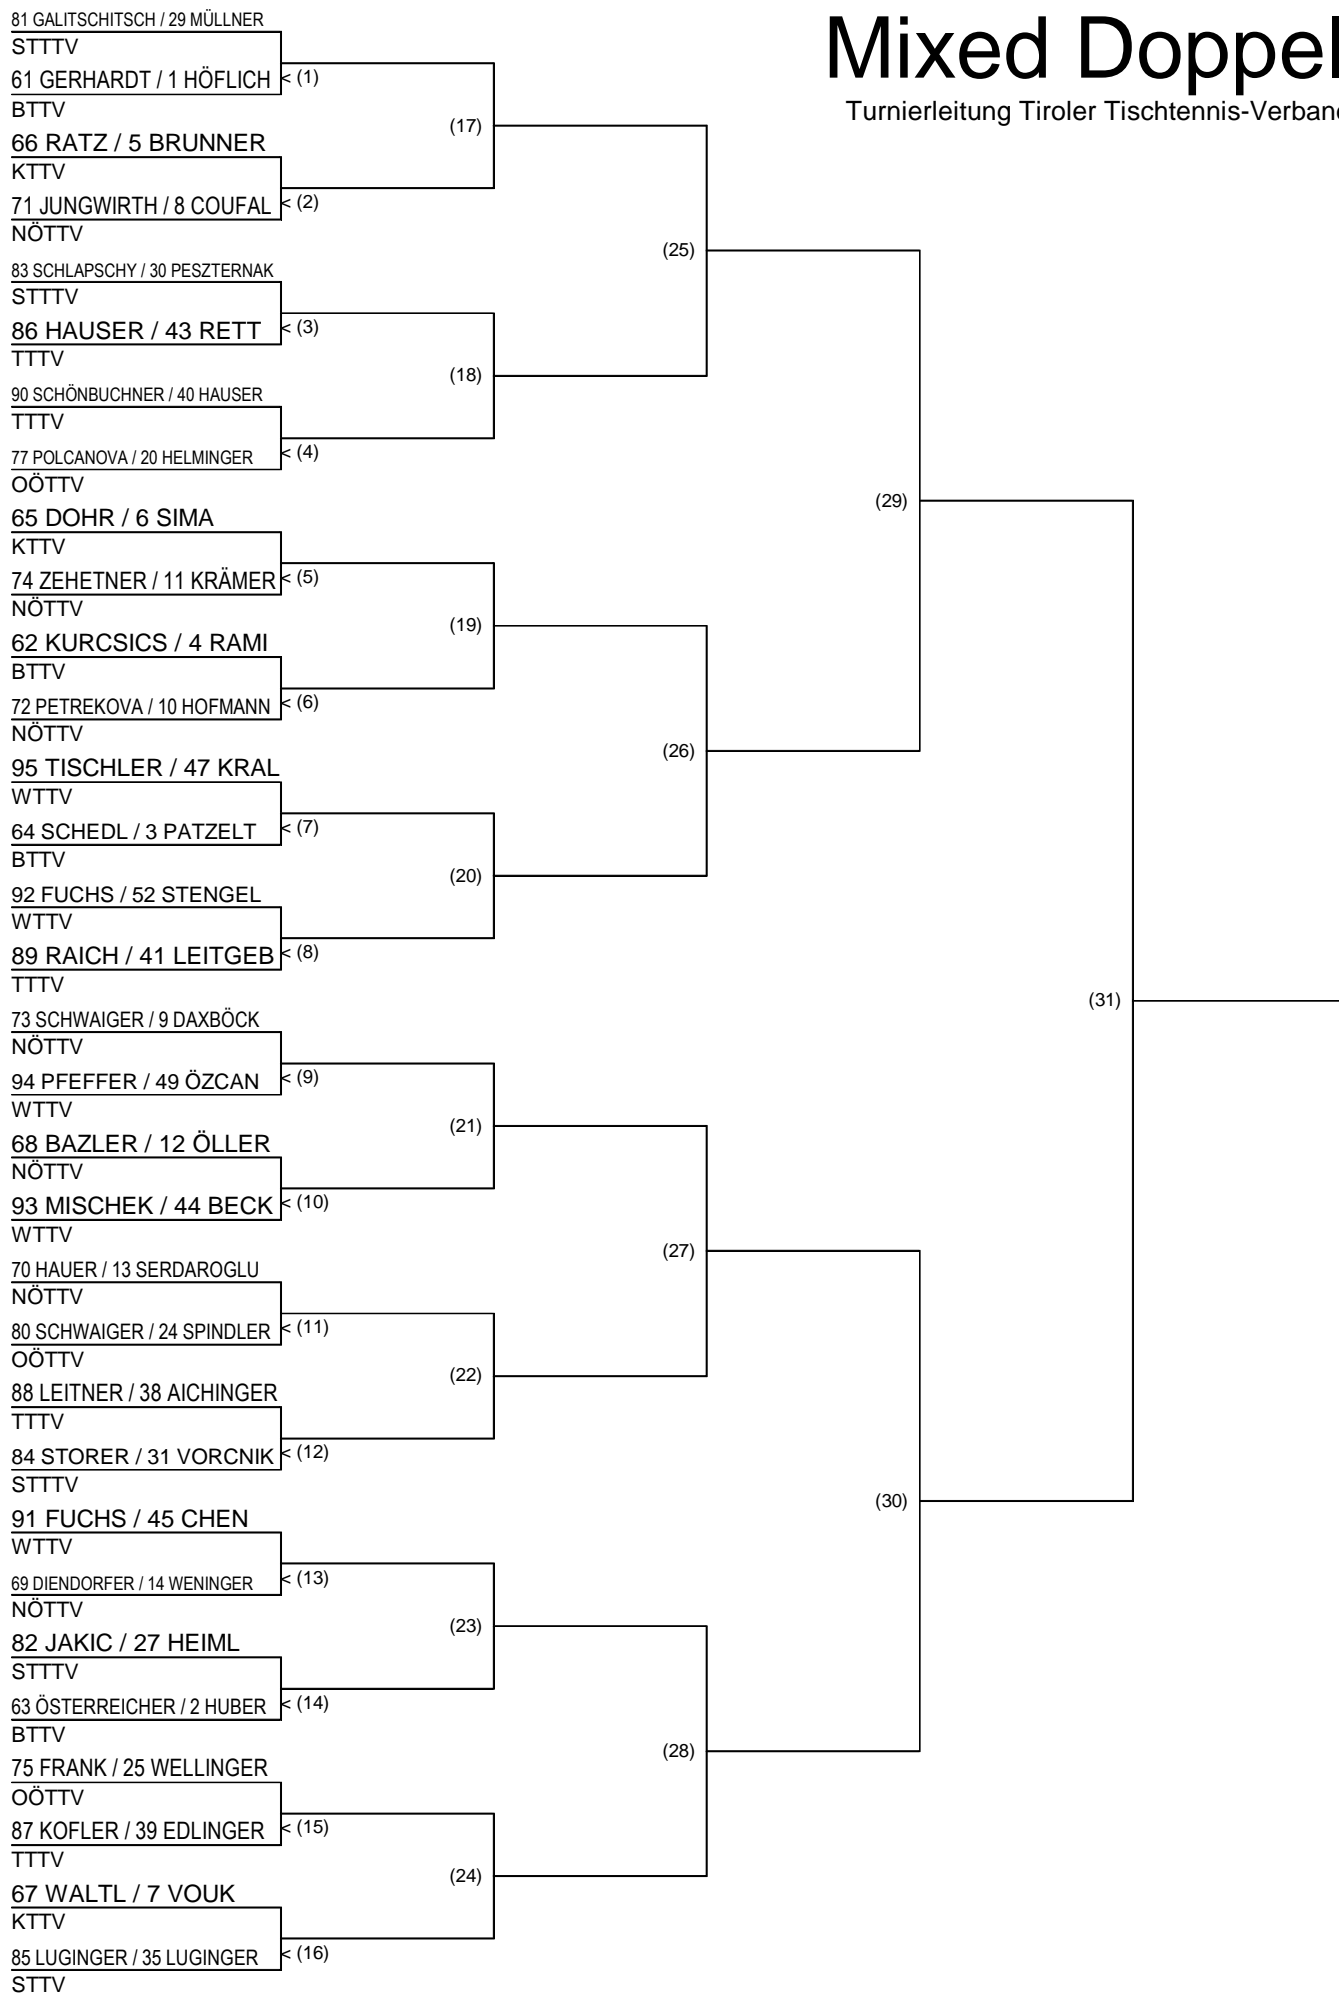 Mixed Doppel
Turnierleitung Tiroler Tischtennis-Verband
81 GALITSCHITSCH / 29 MÜLLNER
STTTV
61 GERHARDT / 1 HÖFLICH < (1)
BTTV
(17)
66 RATZ / 5 BRUNNER
KTTV
71 JUNGWIRTH / 8 COUFAL < (2)
NÖTTV
(25)
83 SCHLAPSCHY / 30 PESZTERNAK
STTTV
86 HAUSER / 43 RETT < (3)
TTTV
(18)
90 SCHÖNBUCHNER / 40 HAUSER
TTTV
77 POLCANOVA / 20 HELMINGER < (4)
OÖTTV
(29)
65 DOHR / 6 SIMA
KTTV
74 ZEHETNER / 11 KRÄMER < (5)
NÖTTV
(19)
62 KURCSICS / 4 RAMI
BTTV
72 PETREKOVA / 10 HOFMANN < (6)
NÖTTV
(26)
95 TISCHLER / 47 KRAL
WTTV
64 SCHEDL / 3 PATZELT < (7)
BTTV
(20)
92 FUCHS / 52 STENGEL
WTTV
89 RAICH / 41 LEITGEB < (8)
TTTV
(31)
73 SCHWAIGER / 9 DAXBÖCK
NÖTTV
94 PFEFFER / 49 ÖZCAN < (9)
WTTV
(21)
68 BAZLER / 12 ÖLLER
NÖTTV
93 MISCHEK / 44 BECK < (10)
WTTV
(27)
70 HAUER / 13 SERDAROGLU
NÖTTV
80 SCHWAIGER / 24 SPINDLER < (11)
OÖTTV
(22)
88 LEITNER / 38 AICHINGER
TTTV
84 STORER / 31 VORCNIK < (12)
STTTV
(30)
91 FUCHS / 45 CHEN
WTTV
69 DIENDORFER / 14 WENINGER < (13)
NÖTTV
(23)
82 JAKIC / 27 HEIML
STTTV
63 ÖSTERREICHER / 2 HUBER < (14)
BTTV
(28)
75 FRANK / 25 WELLINGER
OÖTTV
87 KOFLER / 39 EDLINGER < (15)
TTTV
(24)
67 WALTL / 7 VOUK
KTTV
85 LUGINGER / 35 LUGINGER < (16)
STTV